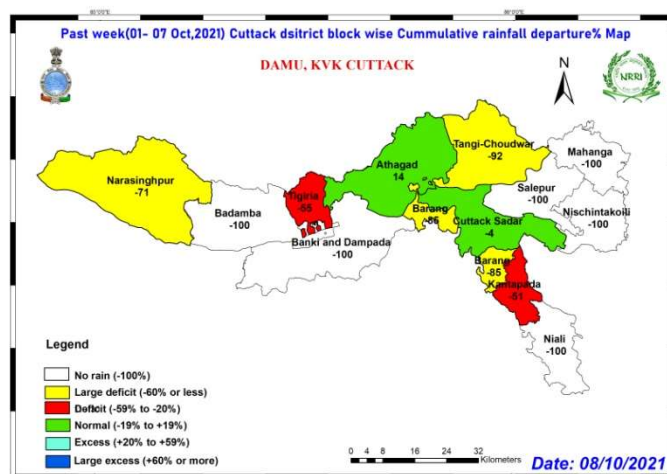 Past week(01- 07 Oct,2021) Cuttack dsitrict block wise Cummulative rainfall departure% Map
DAMU, KVK CUTTACK
N
NRRI
Tangi-Choudwar
-92
Mahanga
-100
Athagad
14
Narasinghpur
-71
Tigiria
-55
Salepur
-100
Badamba
-100
Barang
Nischintakoili
-100
Cuttack Sadar
-4
Banki and Dampada
-100
Barang
-85
Kantapada
-51
Niali
-100
Legend
No rain (-100%)
Large deficit (-60% or less)
Deficit (-59% to -20%)
Normal (-19% to +19%)
Excess (+20% to +59%)
Large excess (+60% or more)
0 4 8 16 24 32
Kilometers
Date: 08/10/2021